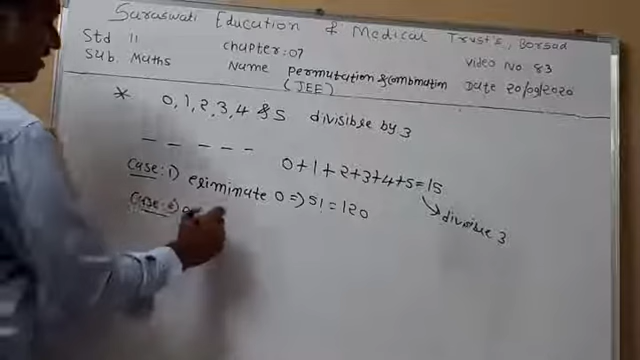 Saraswati Education & Medical Trust's, Borsad
Std 11 chapter:07 Video No 83
Sub. Maths Name Permutation & Combination Date 20/09/2020
(JEE)
* 0,1,2,3,4 & 5 divisible by 3
_ _ _ _ _ 0+1+2+3+4+5=15
divisible 3
Case:1) eliminate 0 => 5! = 120
Case:2)